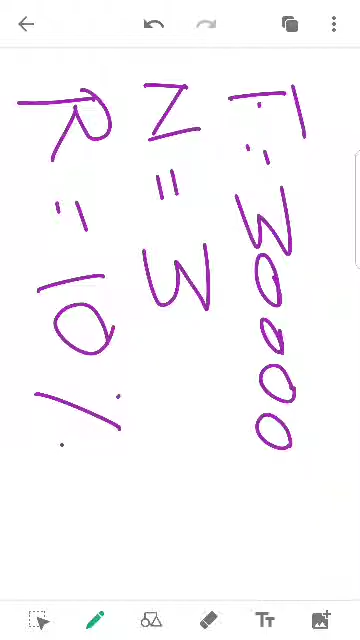 F = 30000
N = 3
R = 10%